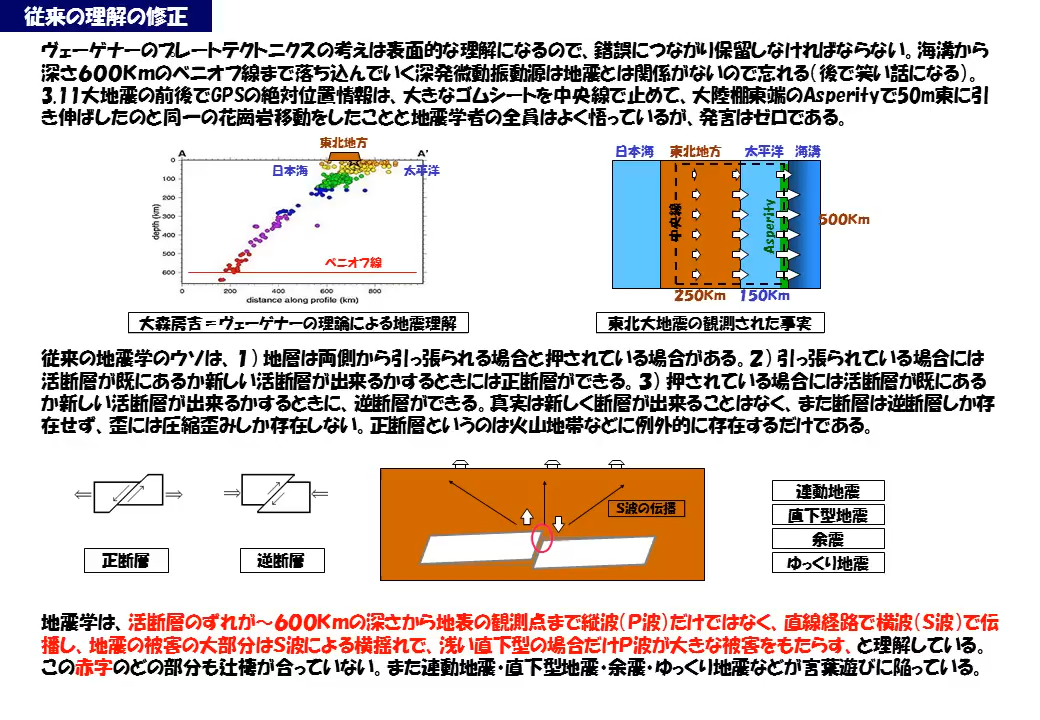 従来の理解の修正
ヴェーゲナーのプレートテクトニクスの考えは表面的な理解になるので、錯誤につながり保留しなければならない。海溝から
深さ600Kmのベニオフ線まで落ち込んでいく深発微動振動源は地震とは関係がないので忘れる(後で笑い話になる)。
3.11大地震の前後でGPSの絶対位置情報は、大きなゴムシートを中央線で止めて、大陸棚東端のAsperityで50m東に引
き伸ばしたのと同一の花崗岩移動をしたことと地震学者の全員はよく悟っているが、発言はゼロである。
東北地方
A
A'
日本海
太平洋
0
100
200
300
400
500
600
depth (km)
ベニオフ線
0 200 400 600 800
distance along profile (km)
大森房吉=ヴェーゲナーの理論による地震理解
日本海 東北地方 太平洋 海溝
中央線
Asperity
500Km
250Km 150Km
東北大地震の観測された事実
従来の地震学のウソは、1)地層は両側から引っ張られる場合と押されている場合がある。2)引っ張られている場合には
活断層が既にあるか新しい活断層が出来るかするときには正断層ができる。3)押されている場合には活断層が既にある
か新しい活断層が出来るかするときに、逆断層ができる。真実は新しく断層が出来ることはなく、また断層は逆断層しか存
在せず、歪には圧縮歪みしか存在しない。正断層というのは火山地帯などに例外的に存在するだけである。
正断層
逆断層
S波の伝播
連動地震
直下型地震
余震
ゆっくり地震
地震学は、活断層のずれが～600Kmの深さから地表の観測点まで縦波(P波)だけではなく、直線経路で横波(S波)で伝
播し、地震の被害の大部分はS波による横揺れで、浅い直下型の場合だけP波が大きな被害をもたらす、と理解している。
この赤字のどの部分も辻褄が合っていない。また連動地震・直下型地震・余震・ゆっくり地震などが言葉遊びに陥っている。